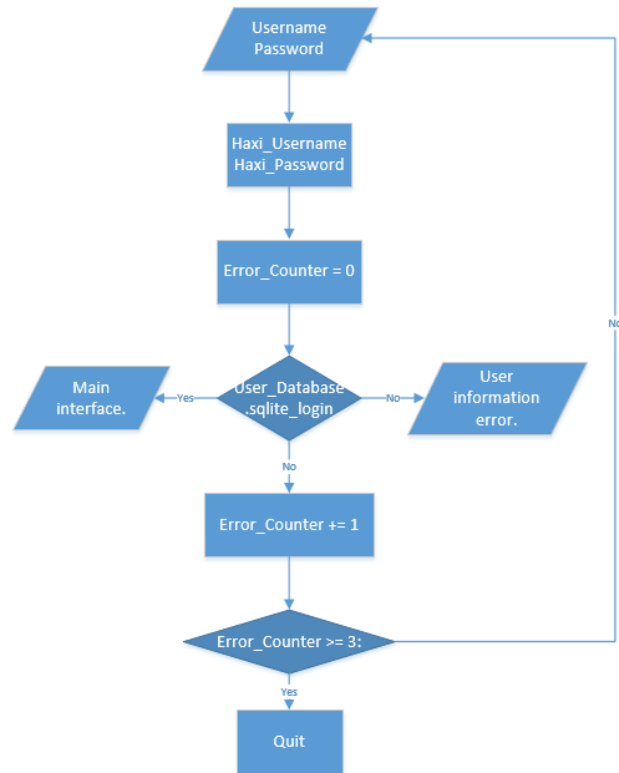 Username
Password
Haxi_Username
Haxi_Password
Error_Counter = 0
No
Main
interface.
Yes
User_Database
.sqlite_login
No
User
information
error.
No
Error_Counter += 1
Error_Counter >= 3:
Yes
Quit